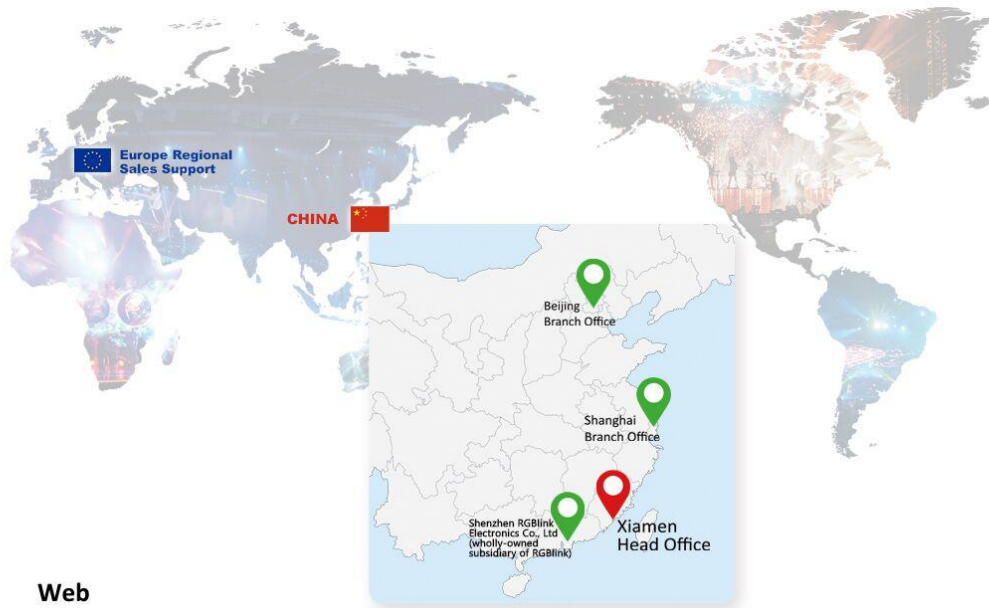 Europe Regional
Sales Support
CHINA
Beijing
Branch Office
Shanghai
Branch Office
Shenzhen RGBlink
Electronics Co., Ltd
(wholly-owned
subsidiary of RGBlink)
Xiamen
Head Office
Web